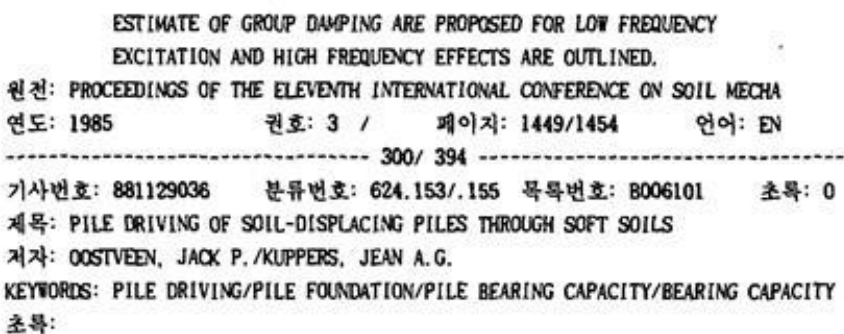 ESTIMATE OF GROUP DAMPING ARE PROPOSED FOR LOW FREQUENCY
EXCITATION AND HIGH FREQUENCY EFFECTS ARE OUTLINED.
원전: PROCEEDINGS OF THE ELEVENTH INTERNATIONAL CONFERENCE ON SOIL MECHA
연도: 1985 권호: 3 / 페이지: 1449/1454 언어: EN
-------------------------------- 300/ 394 --------------------------------
기사번호: 881129036 분류번호: 624.153/.155 목록번호: B006101 초록: 0
제목: PILE DRIVING OF SOIL-DISPLACING PILES THROUGH SOFT SOILS
저자: OOSTVEEN, JACK P./KUPPERS, JEAN A.G.
KEYWORDS: PILE DRIVING/PILE FOUNDATION/PILE BEARING CAPACITY/BEARING CAPACITY
초록: